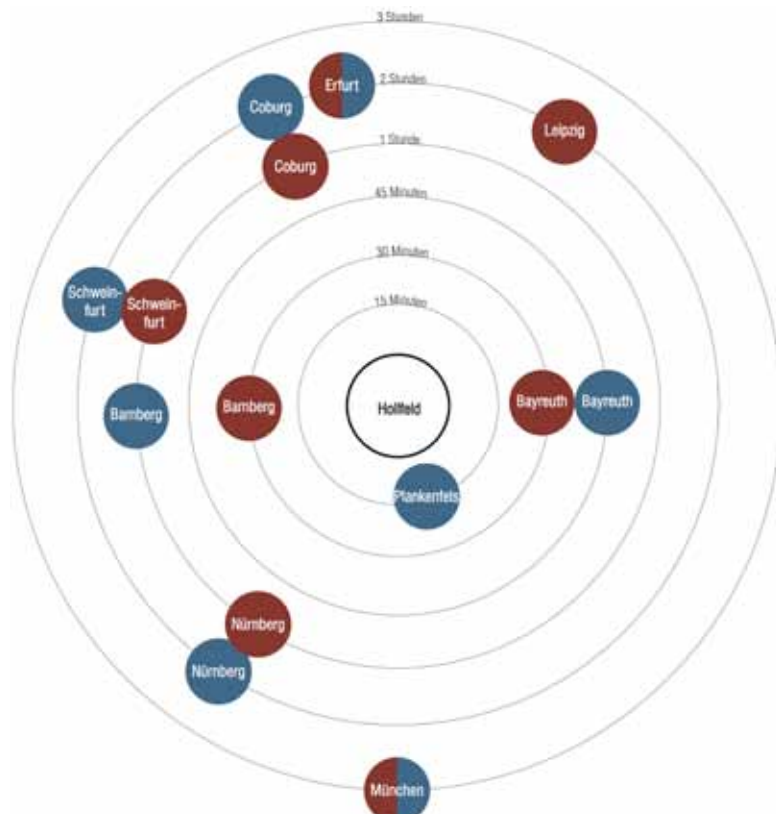 3 Stunden
Erfurt
2 Stunden
Coburg
Leipzig
1 Stunde
Coburg
45 Minuten
30 Minuten
Schwein-
furt
Schwein-
furt
15 Minuten
Bamberg
Bamberg
Hollfeld
Bayreuth
Bayreuth
Plankenfels
Nürnberg
Nürnberg
München